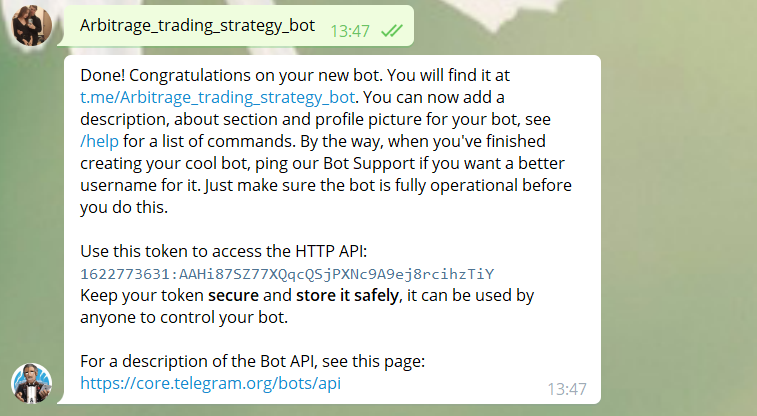 Arbitrage_trading_strategy_bot 13:47
Done! Congratulations on your new bot. You will find it at
t.me/Arbitrage_trading_strategy_bot. You can now add a
description, about section and profile picture for your bot, see
/help for a list of commands. By the way, when you've finished
creating your cool bot, ping our Bot Support if you want a better
username for it. Just make sure the bot is fully operational before
you do this.
Use this token to access the HTTP API:
1622773631:AAHi87SZ77XQqcQSjPXNc9A9ej8rcihzTiY
Keep your token secure and store it safely, it can be used by
anyone to control your bot.
For a description of the Bot API, see this page:
https://core.telegram.org/bots/api 13:47